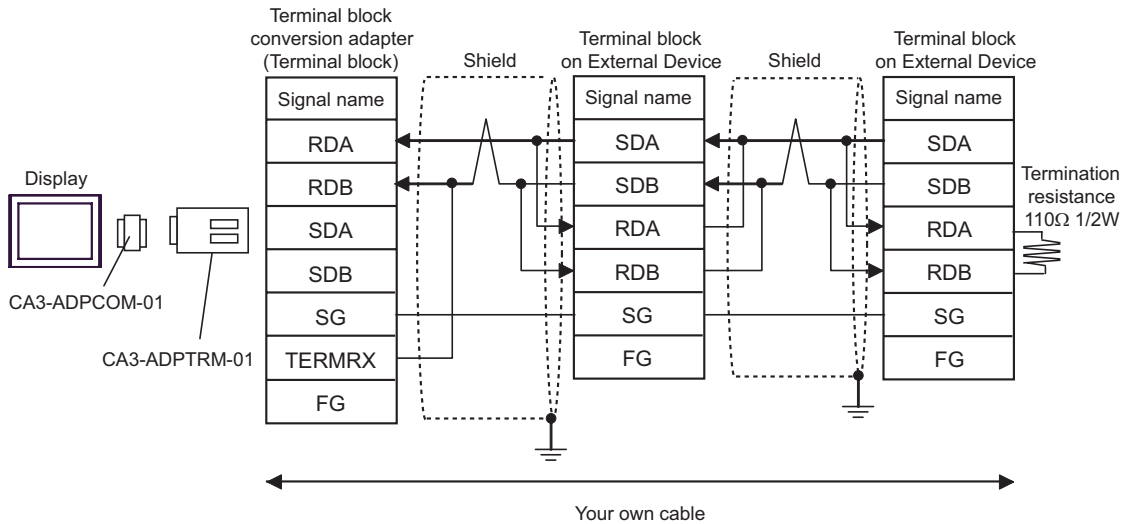 Terminal block
conversion adapter
(Terminal block)
Shield
Terminal block
on External Device
Shield
Terminal block
on External Device
Display
CA3-ADPCOM-01
CA3-ADPTRM-01
Signal name
RDA
RDB
SDA
SDB
SG
TERMRX
FG
Signal name
SDA
SDB
RDA
RDB
SG
FG
Signal name
SDA
SDB
RDA
RDB
SG
FG
Termination
resistance
110Ω 1/2W
Your own cable